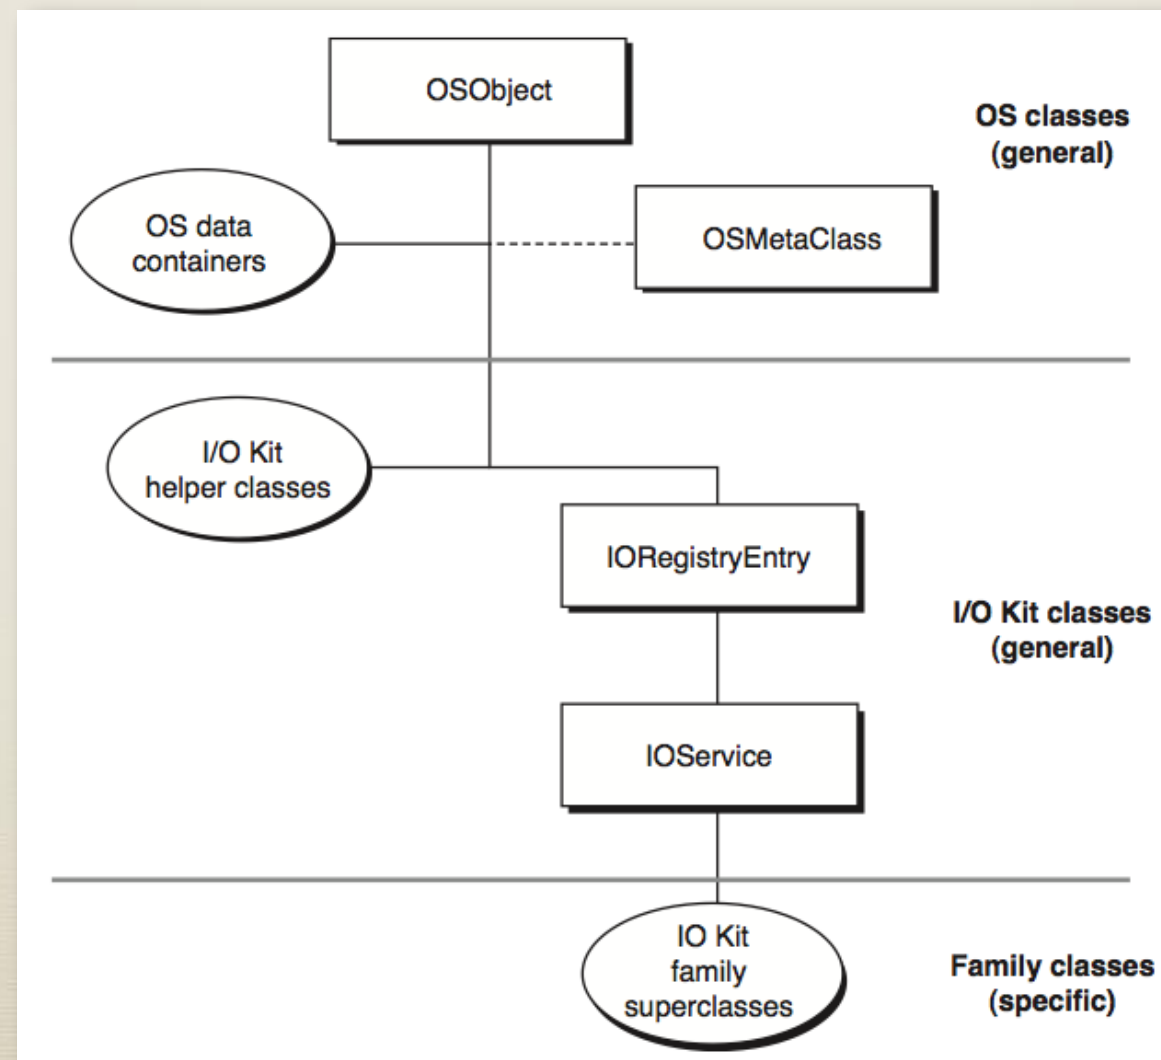 OSObject
OS classes
(general)
OS data
containers
OSMetaClass
I/O Kit
helper classes
IORegistryEntry
I/O Kit classes
(general)
IOService
IO Kit
family
superclasses
Family classes
(specific)